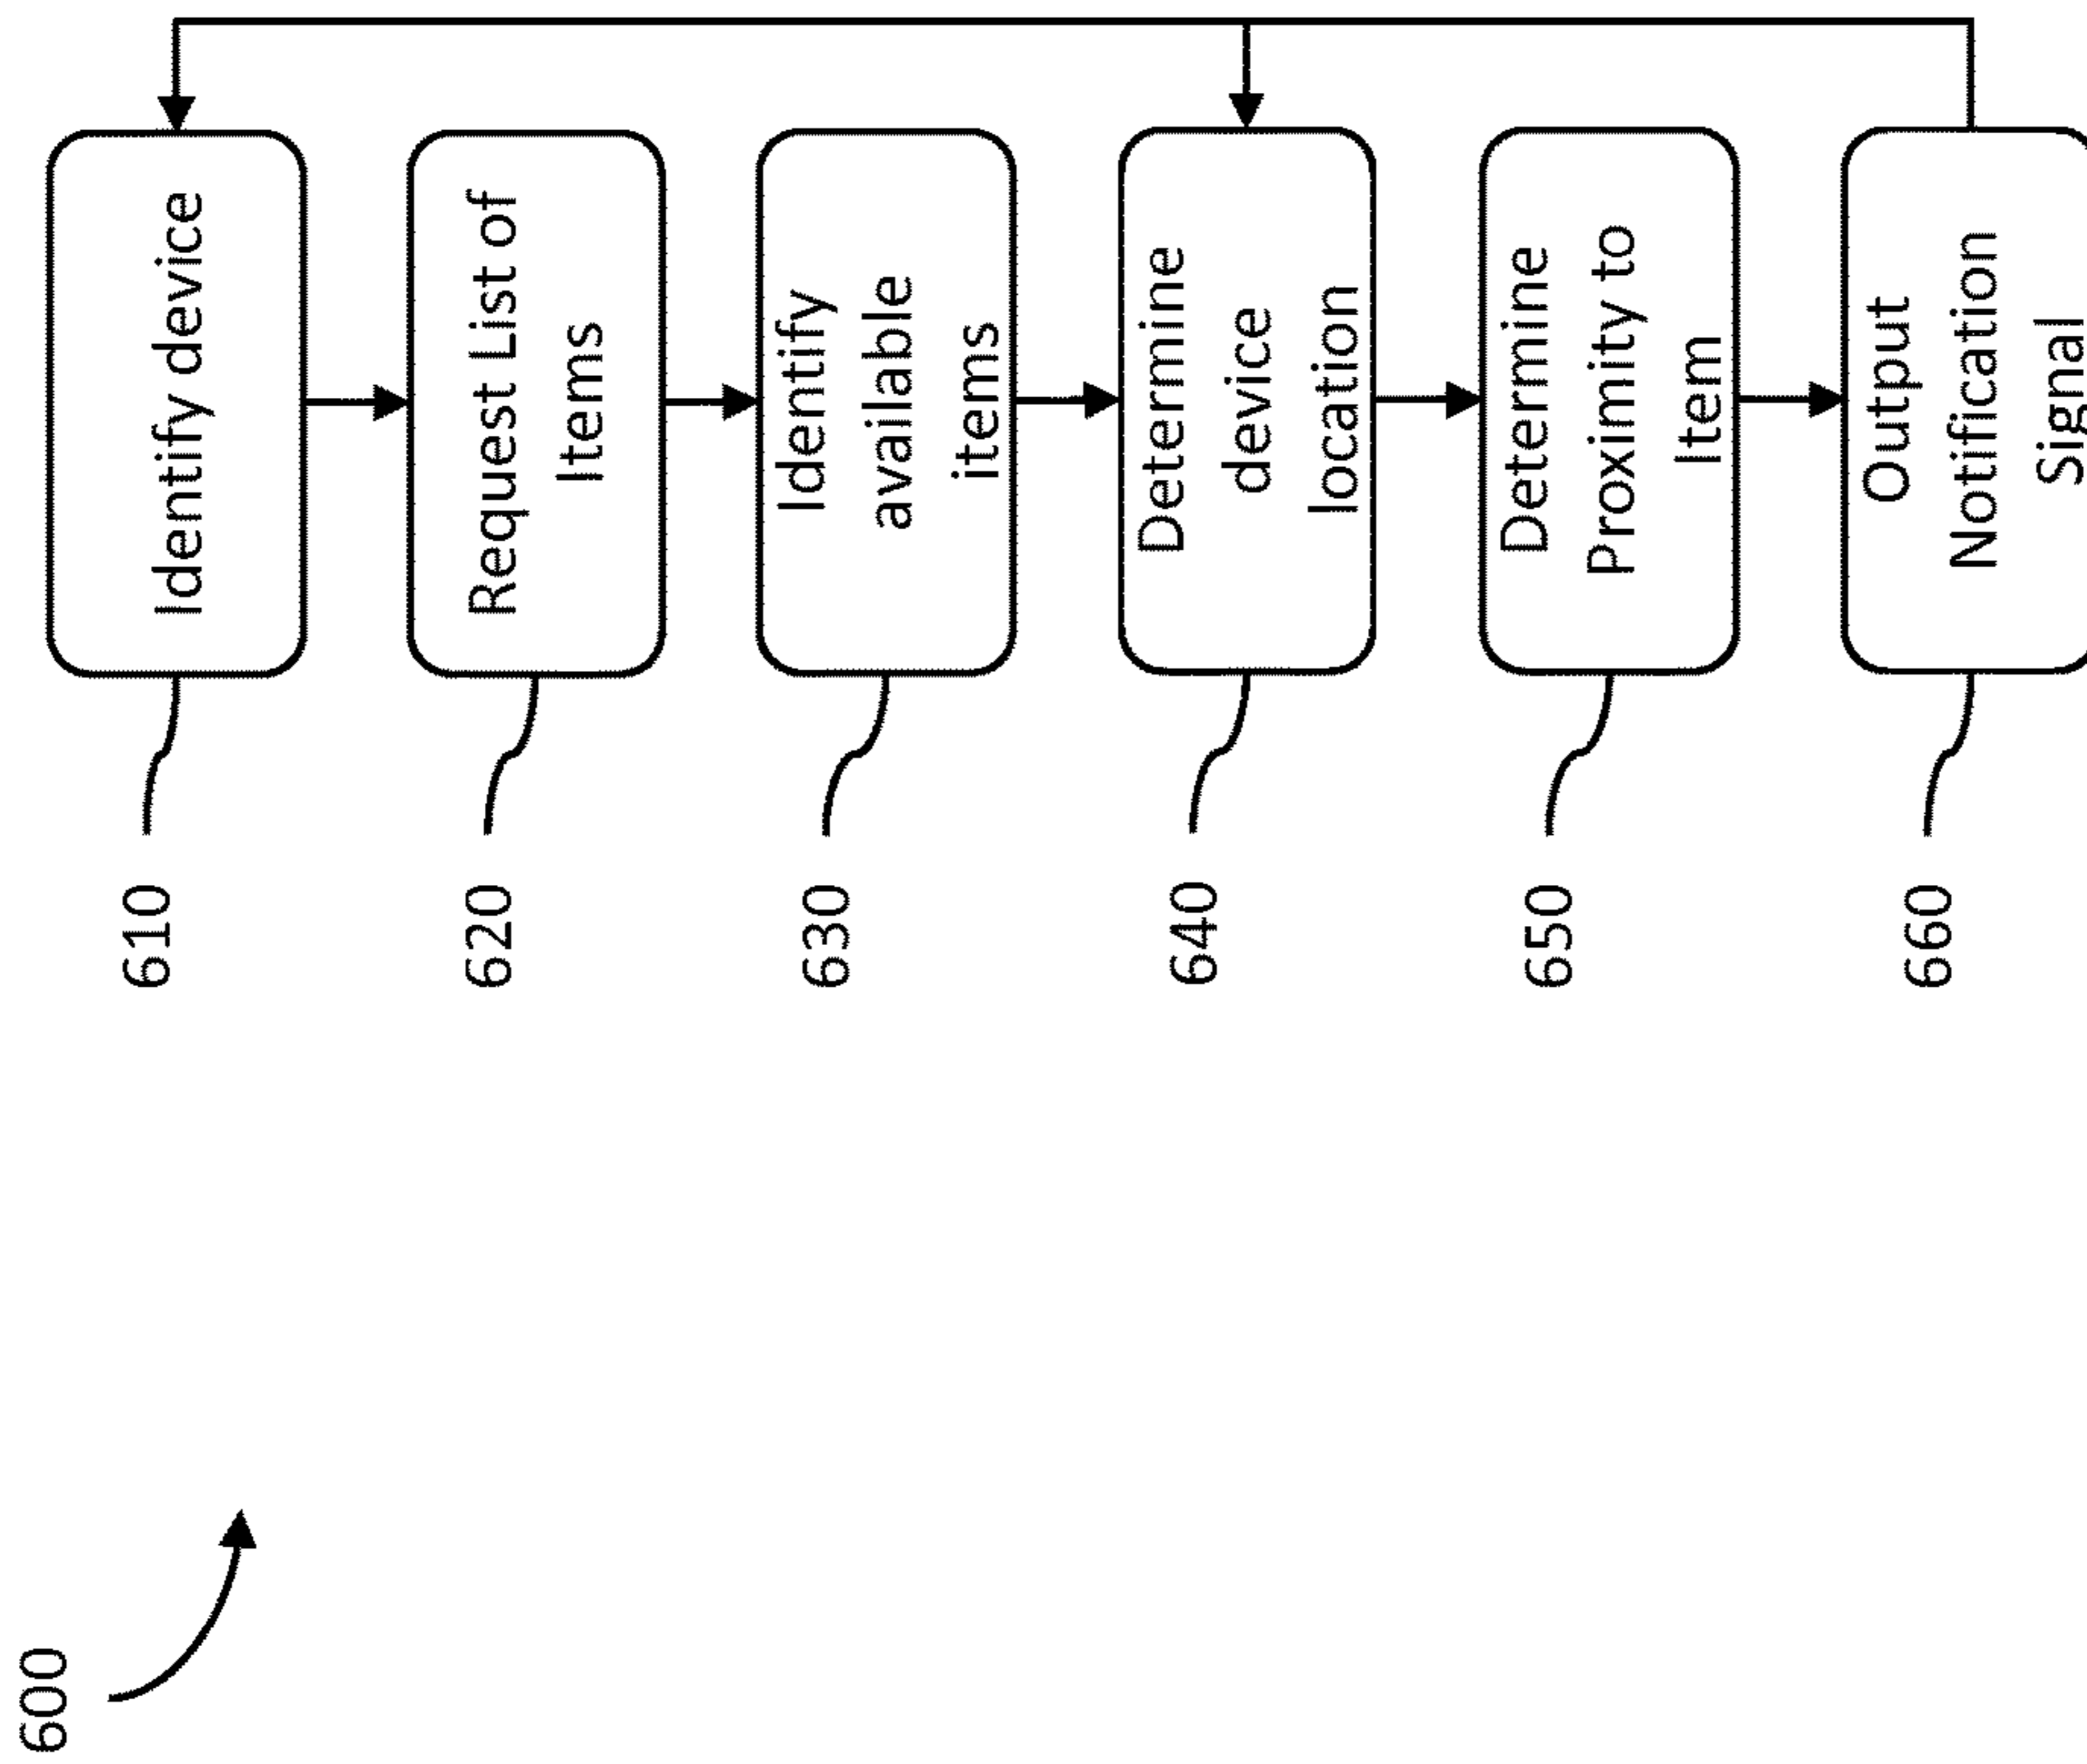 600
610
Identify device
620
Request List of
Items
630
Identify
available
items
640
Determine
device
location
650
Determine
Proximity to
Item
660
Output
Notification
Signal